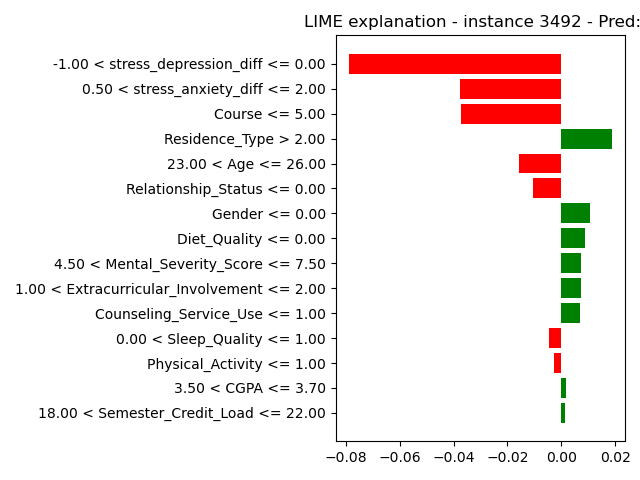 LIME explanation - instance 3492 - Pred:
-1.00 < stress_depression_diff <= 0.00
0.50 < stress_anxiety_diff <= 2.00
Course <= 5.00
Residence_Type > 2.00
23.00 < Age <= 26.00
Relationship_Status <= 0.00
Gender <= 0.00
Diet_Quality <= 0.00
4.50 < Mental_Severity_Score <= 7.50
1.00 < Extracurricular_Involvement <= 2.00
Counseling_Service_Use <= 1.00
0.00 < Sleep_Quality <= 1.00
Physical_Activity <= 1.00
3.50 < CGPA <= 3.70
18.00 < Semester_Credit_Load <= 22.00
−0.08 −0.06 −0.04 −0.02 0.00 0.02